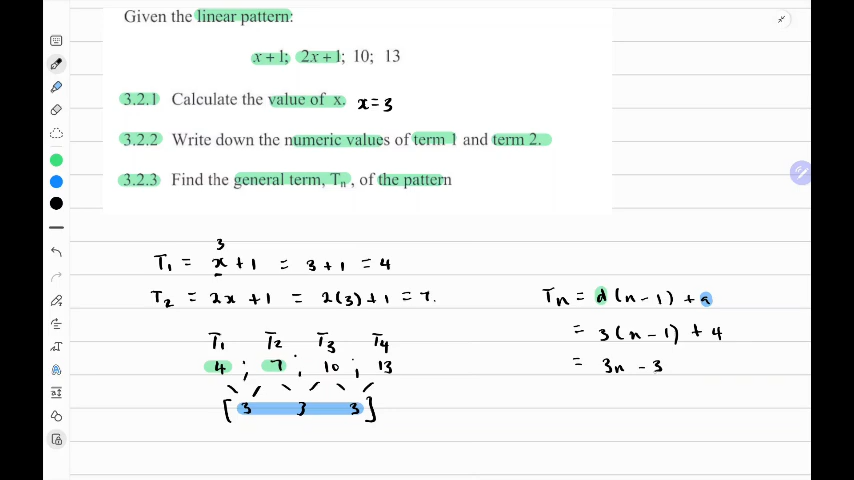 Given the linear pattern:
x + 1; 2x + 1; 10; 13
3.2.1 Calculate the value of x. x = 3
3.2.2 Write down the numeric values of term 1 and term 2.
3.2.3 Find the general term, Tn, of the pattern
3
T1 = x + 1 = 3 + 1 = 4
T2 = 2x + 1 = 2(3) + 1 = 7.
T1 T2 T3 T4
4 ; 7 ; 10 ; 13
[ 3 3 3 ]
Tn = d(n - 1) + a
= 3(n - 1) + 4
= 3n - 3